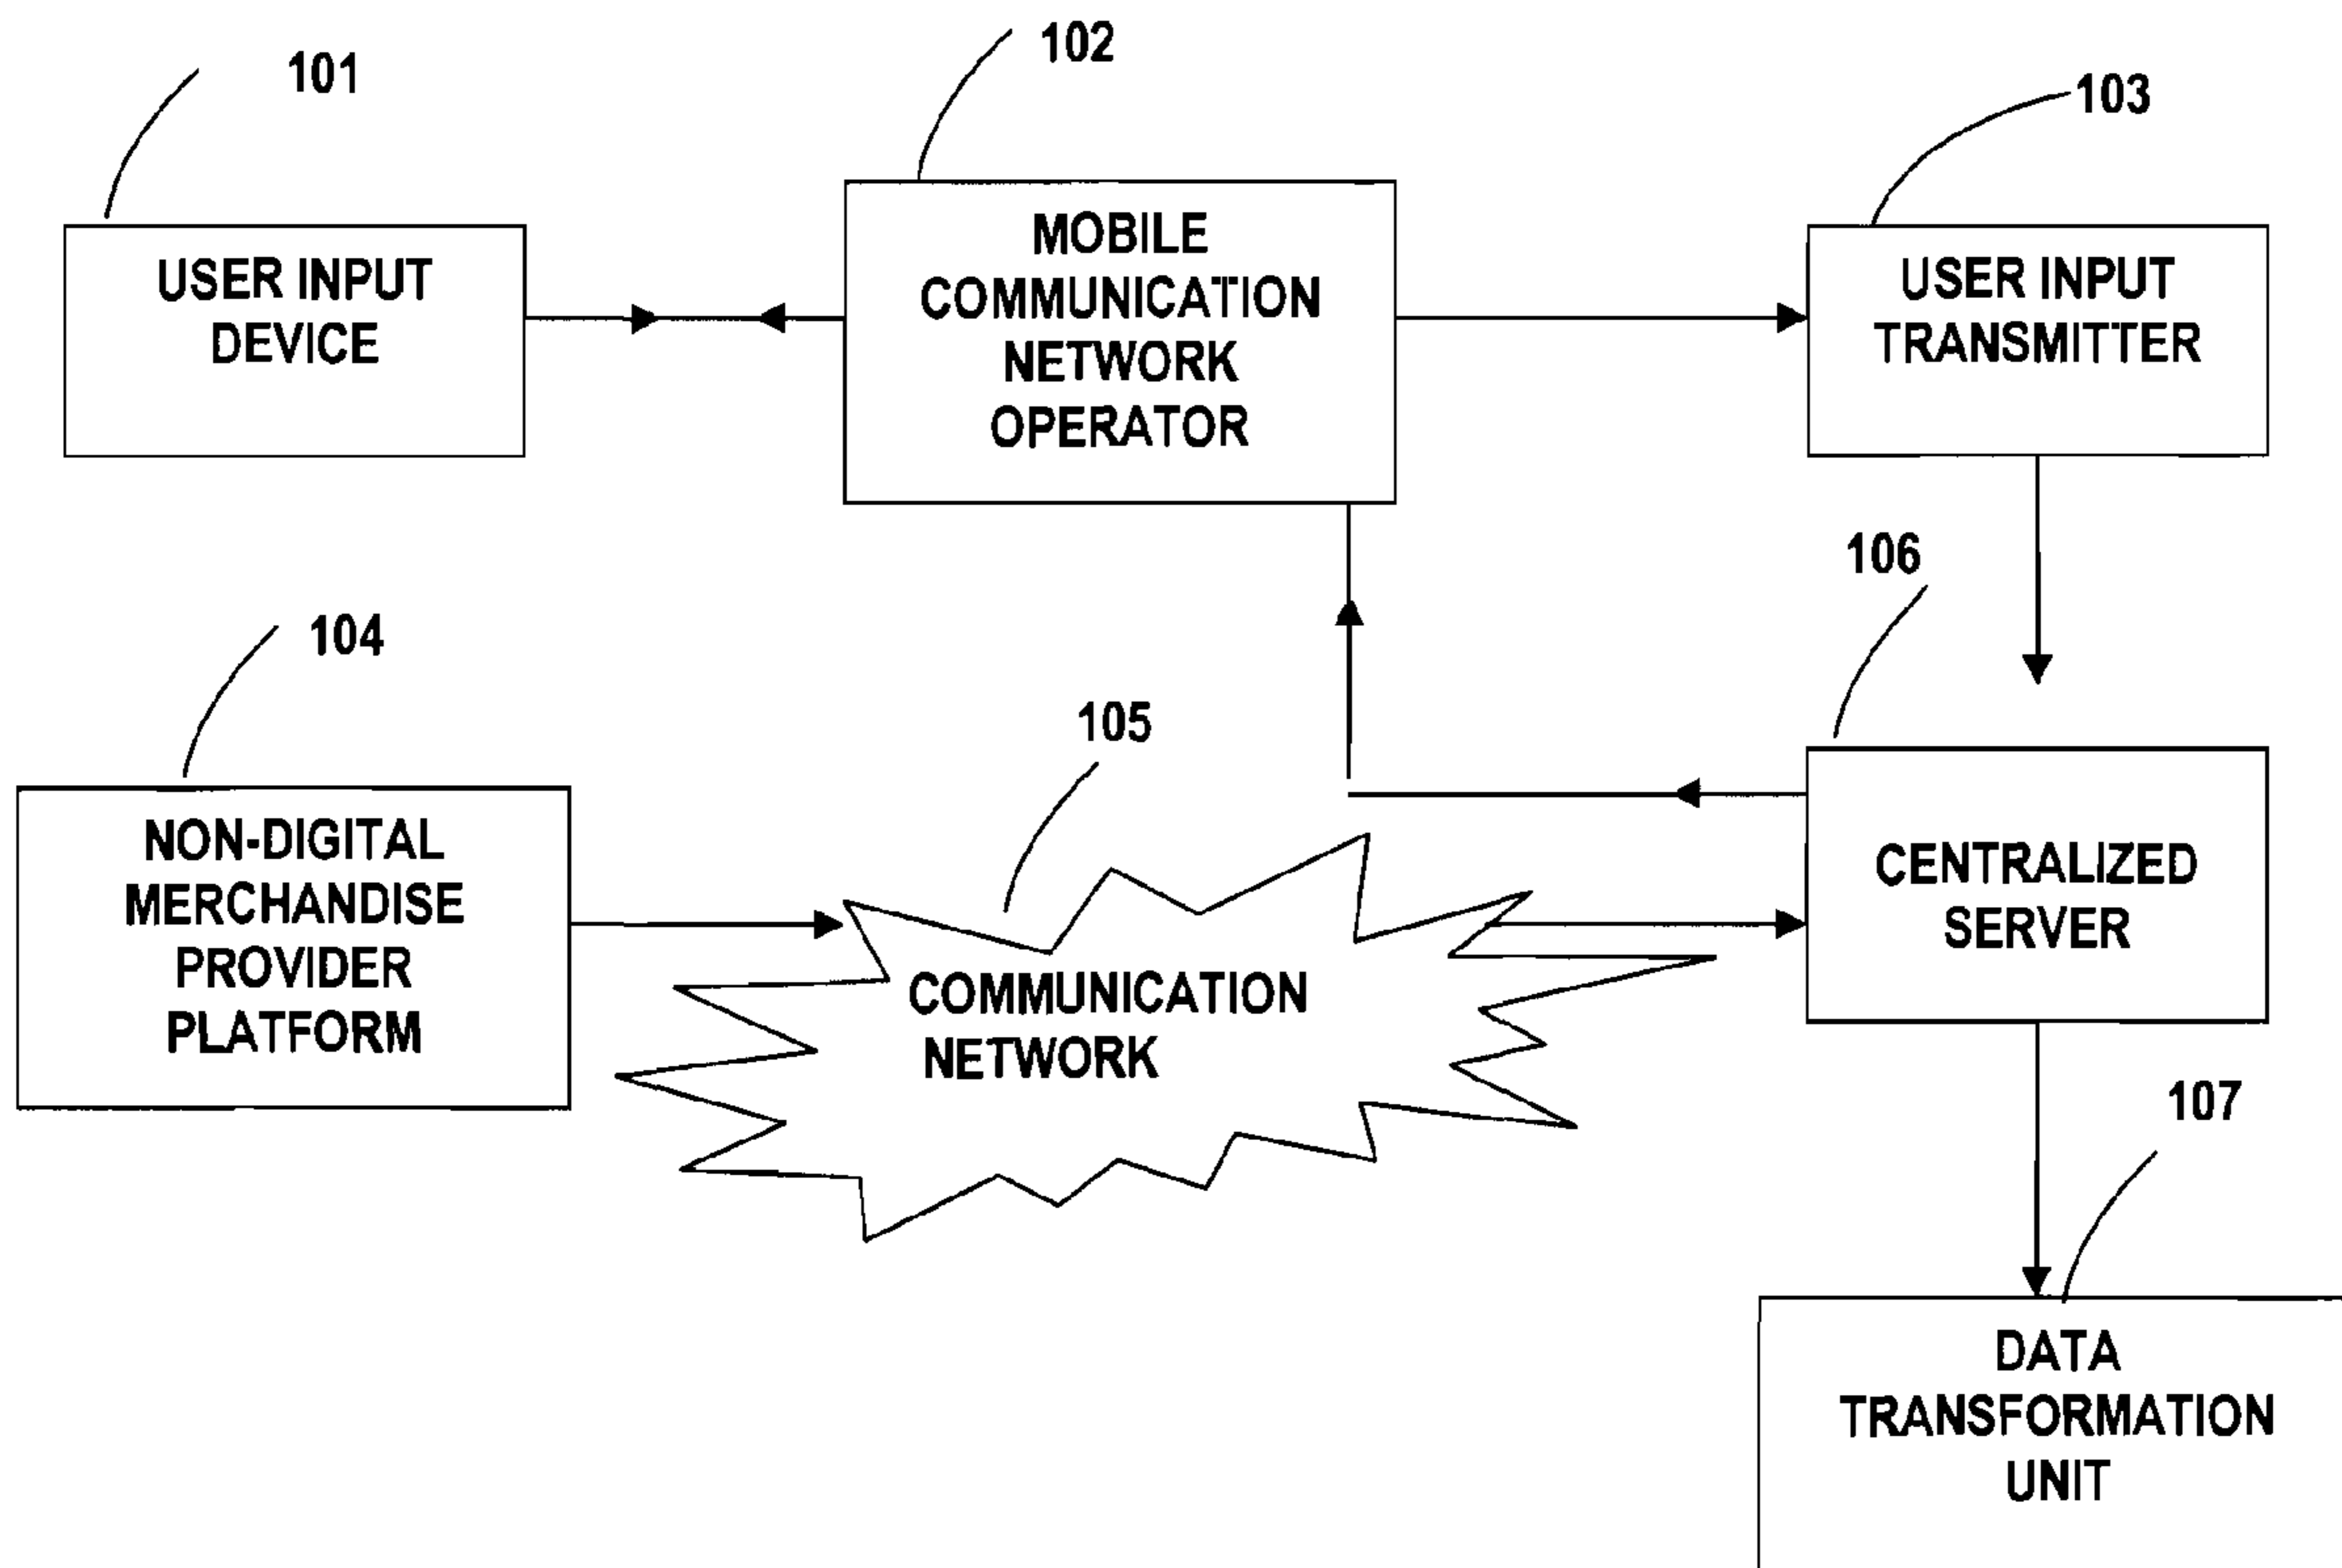 101
102
103
USER INPUT
DEVICE
MOBILE
COMMUNICATION
NETWORK
OPERATOR
USER INPUT
TRANSMITTER
104
105
106
NON-DIGITAL
MERCHANDISE
PROVIDER
PLATFORM
COMMUNICATION
NETWORK
CENTRALIZED
SERVER
107
DATA
TRANSFORMATION
UNIT